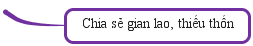 Chia sẻ gian lao, thiếu thốn